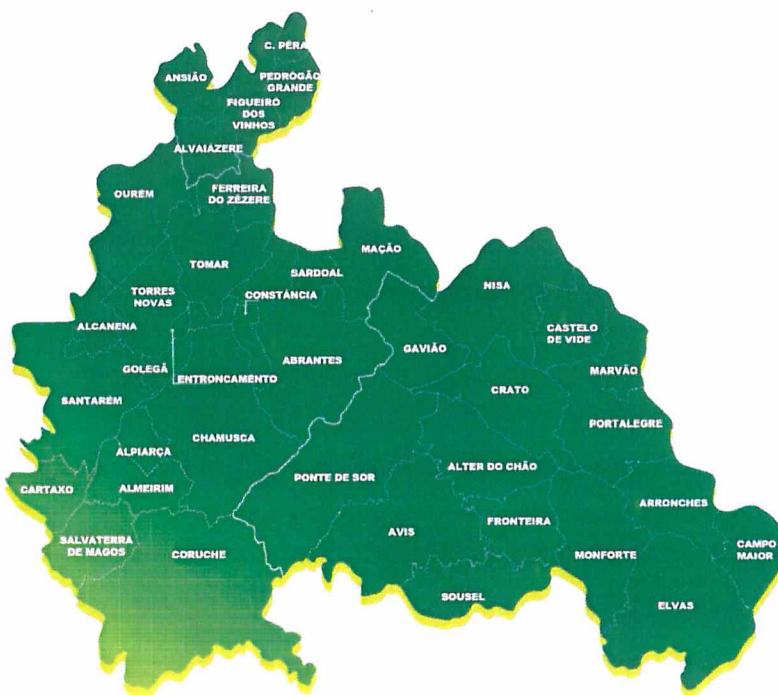 C. PÊRA
ANSIÃO
PEDROGÃO
GRANDE
FIGUEIRÓ
DOS
VINHOS
ALVAIÁZERE
OURÉM
FERREIRA
DO ZÊZERE
MAÇÃO
TOMAR
SARDOAL
NISA
TORRES
NOVAS
CONSTÂNCIA
ALCANENA
CASTELO
DE VIDE
GAVIÃO
ABRANTES
GOLEGÃ
ENTRONCAMENTO
MARVÃO
CRATO
SANTARÉM
PORTALEGRE
CHAMUSCA
ALPIARÇA
ALTER DO CHÃO
PONTE DE SOR
CARTAXO
ALMEIRIM
ARRONCHES
FRONTEIRA
AVIS
SALVATERRA
DE MAGOS
CORUCHE
MONFORTE
CAMPO
MAIOR
SOUSEL
ELVAS